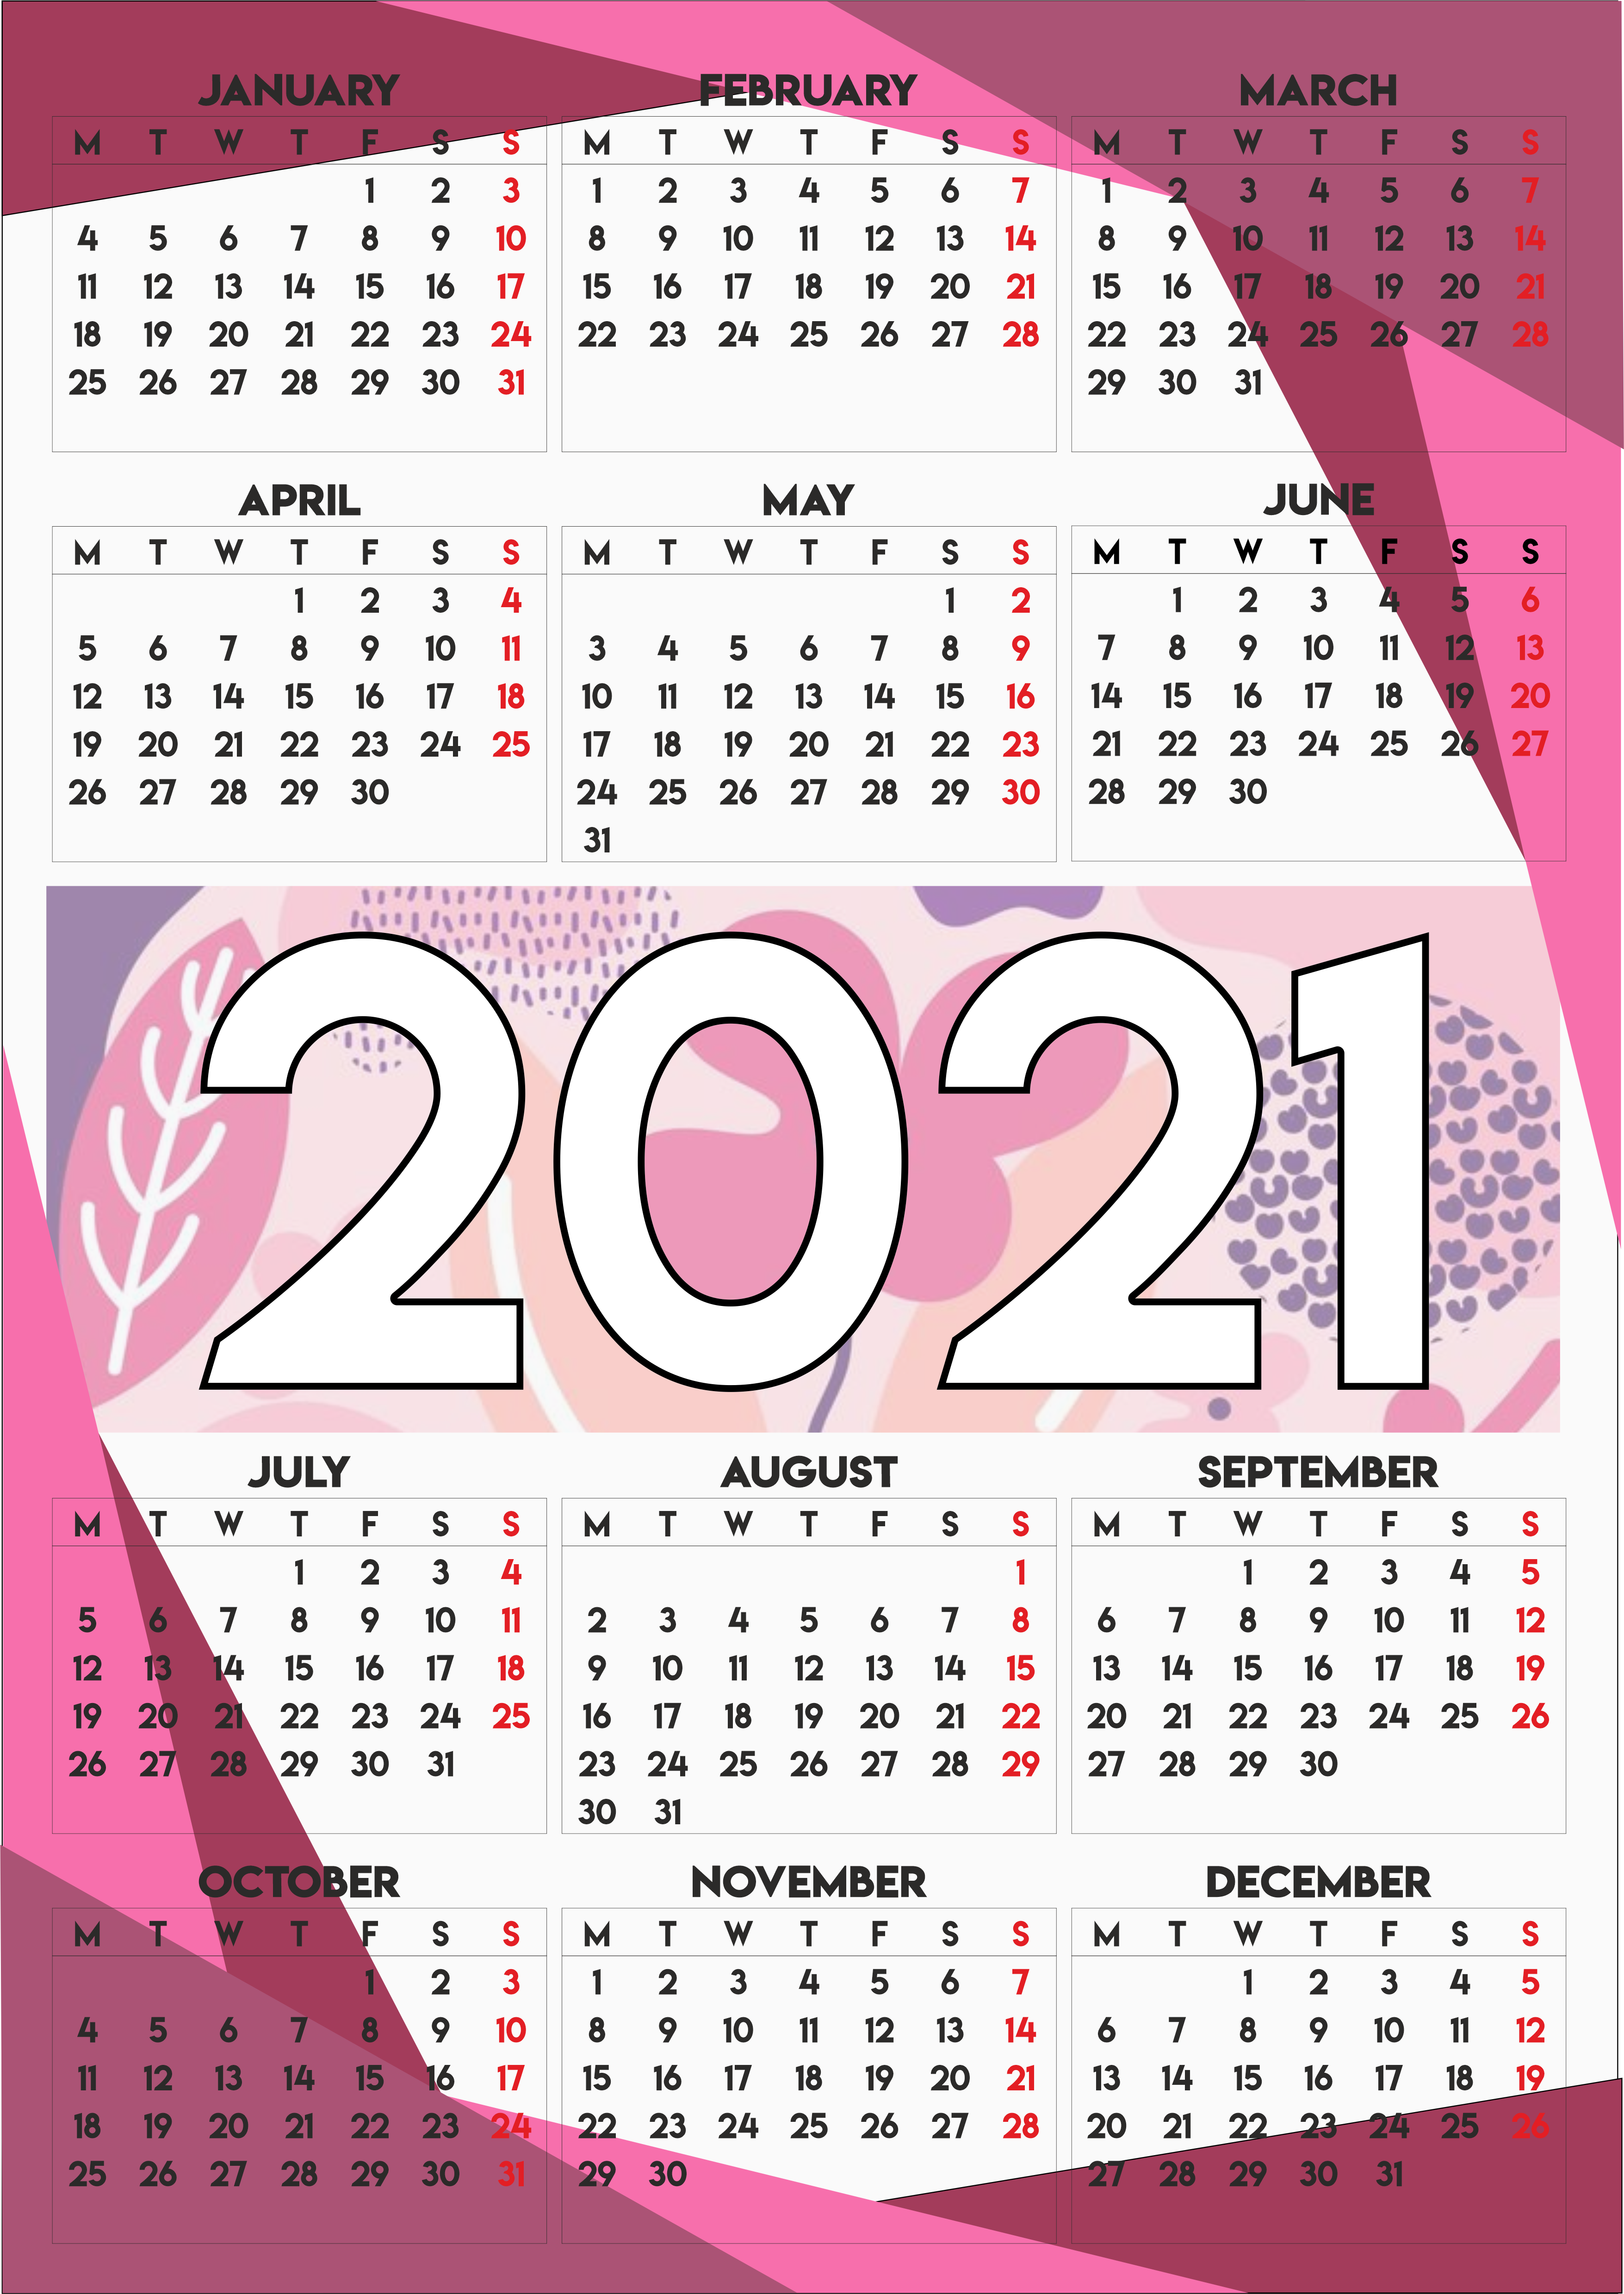 JANUARY
M T W T F S S
1 2 3
4 5 6 7 8 9 10
11 12 13 14 15 16 17
18 19 20 21 22 23 24
25 26 27 28 29 30 31
FEBRUARY
M T W T F S S
1 2 3 4 5 6 7
8 9 10 11 12 13 14
15 16 17 18 19 20 21
22 23 24 25 26 27 28
MARCH
M T W T F S S
1 2 3 4 5 6 7
8 9 10 11 12 13 14
15 16 17 18 19 20 21
22 23 24 25 26 27 28
29 30 31
APRIL
M T W T F S S
1 2 3 4
5 6 7 8 9 10 11
12 13 14 15 16 17 18
19 20 21 22 23 24 25
26 27 28 29 30
MAY
M T W T F S S
1 2
3 4 5 6 7 8 9
10 11 12 13 14 15 16
17 18 19 20 21 22 23
24 25 26 27 28 29 30
31
JUNE
M T W T F S S
1 2 3 4 5 6
7 8 9 10 11 12 13
14 15 16 17 18 19 20
21 22 23 24 25 26 27
28 29 30
2021
JULY
M T W T F S S
1 2 3 4
5 6 7 8 9 10 11
12 13 14 15 16 17 18
19 20 21 22 23 24 25
26 27 28 29 30 31
AUGUST
M T W T F S S
1
2 3 4 5 6 7 8
9 10 11 12 13 14 15
16 17 18 19 20 21 22
23 24 25 26 27 28 29
30 31
SEPTEMBER
M T W T F S S
1 2 3 4 5
6 7 8 9 10 11 12
13 14 15 16 17 18 19
20 21 22 23 24 25 26
27 28 29 30
OCTOBER
M T W T F S S
1 2 3
4 5 6 7 8 9 10
11 12 13 14 15 16 17
18 19 20 21 22 23 24
25 26 27 28 29 30 31
NOVEMBER
M T W T F S S
1 2 3 4 5 6 7
8 9 10 11 12 13 14
15 16 17 18 19 20 21
22 23 24 25 26 27 28
29 30
DECEMBER
M T W T F S S
1 2 3 4 5
6 7 8 9 10 11 12
13 14 15 16 17 18 19
20 21 22 23 24 25 26
27 28 29 30 31